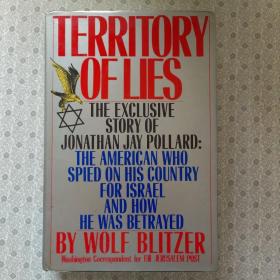 TERRITORY
OF LIES
THE EXCLUSIVE
STORY OF
JONATHAN JAY POLLARD:
THE AMERICAN WHO
SPIED ON HIS COUNTRY
FOR ISRAEL
AND HOW
HE WAS BETRAYED
BY WOLF BLITZER
Washington Correspondent for THE JERUSALEM POST